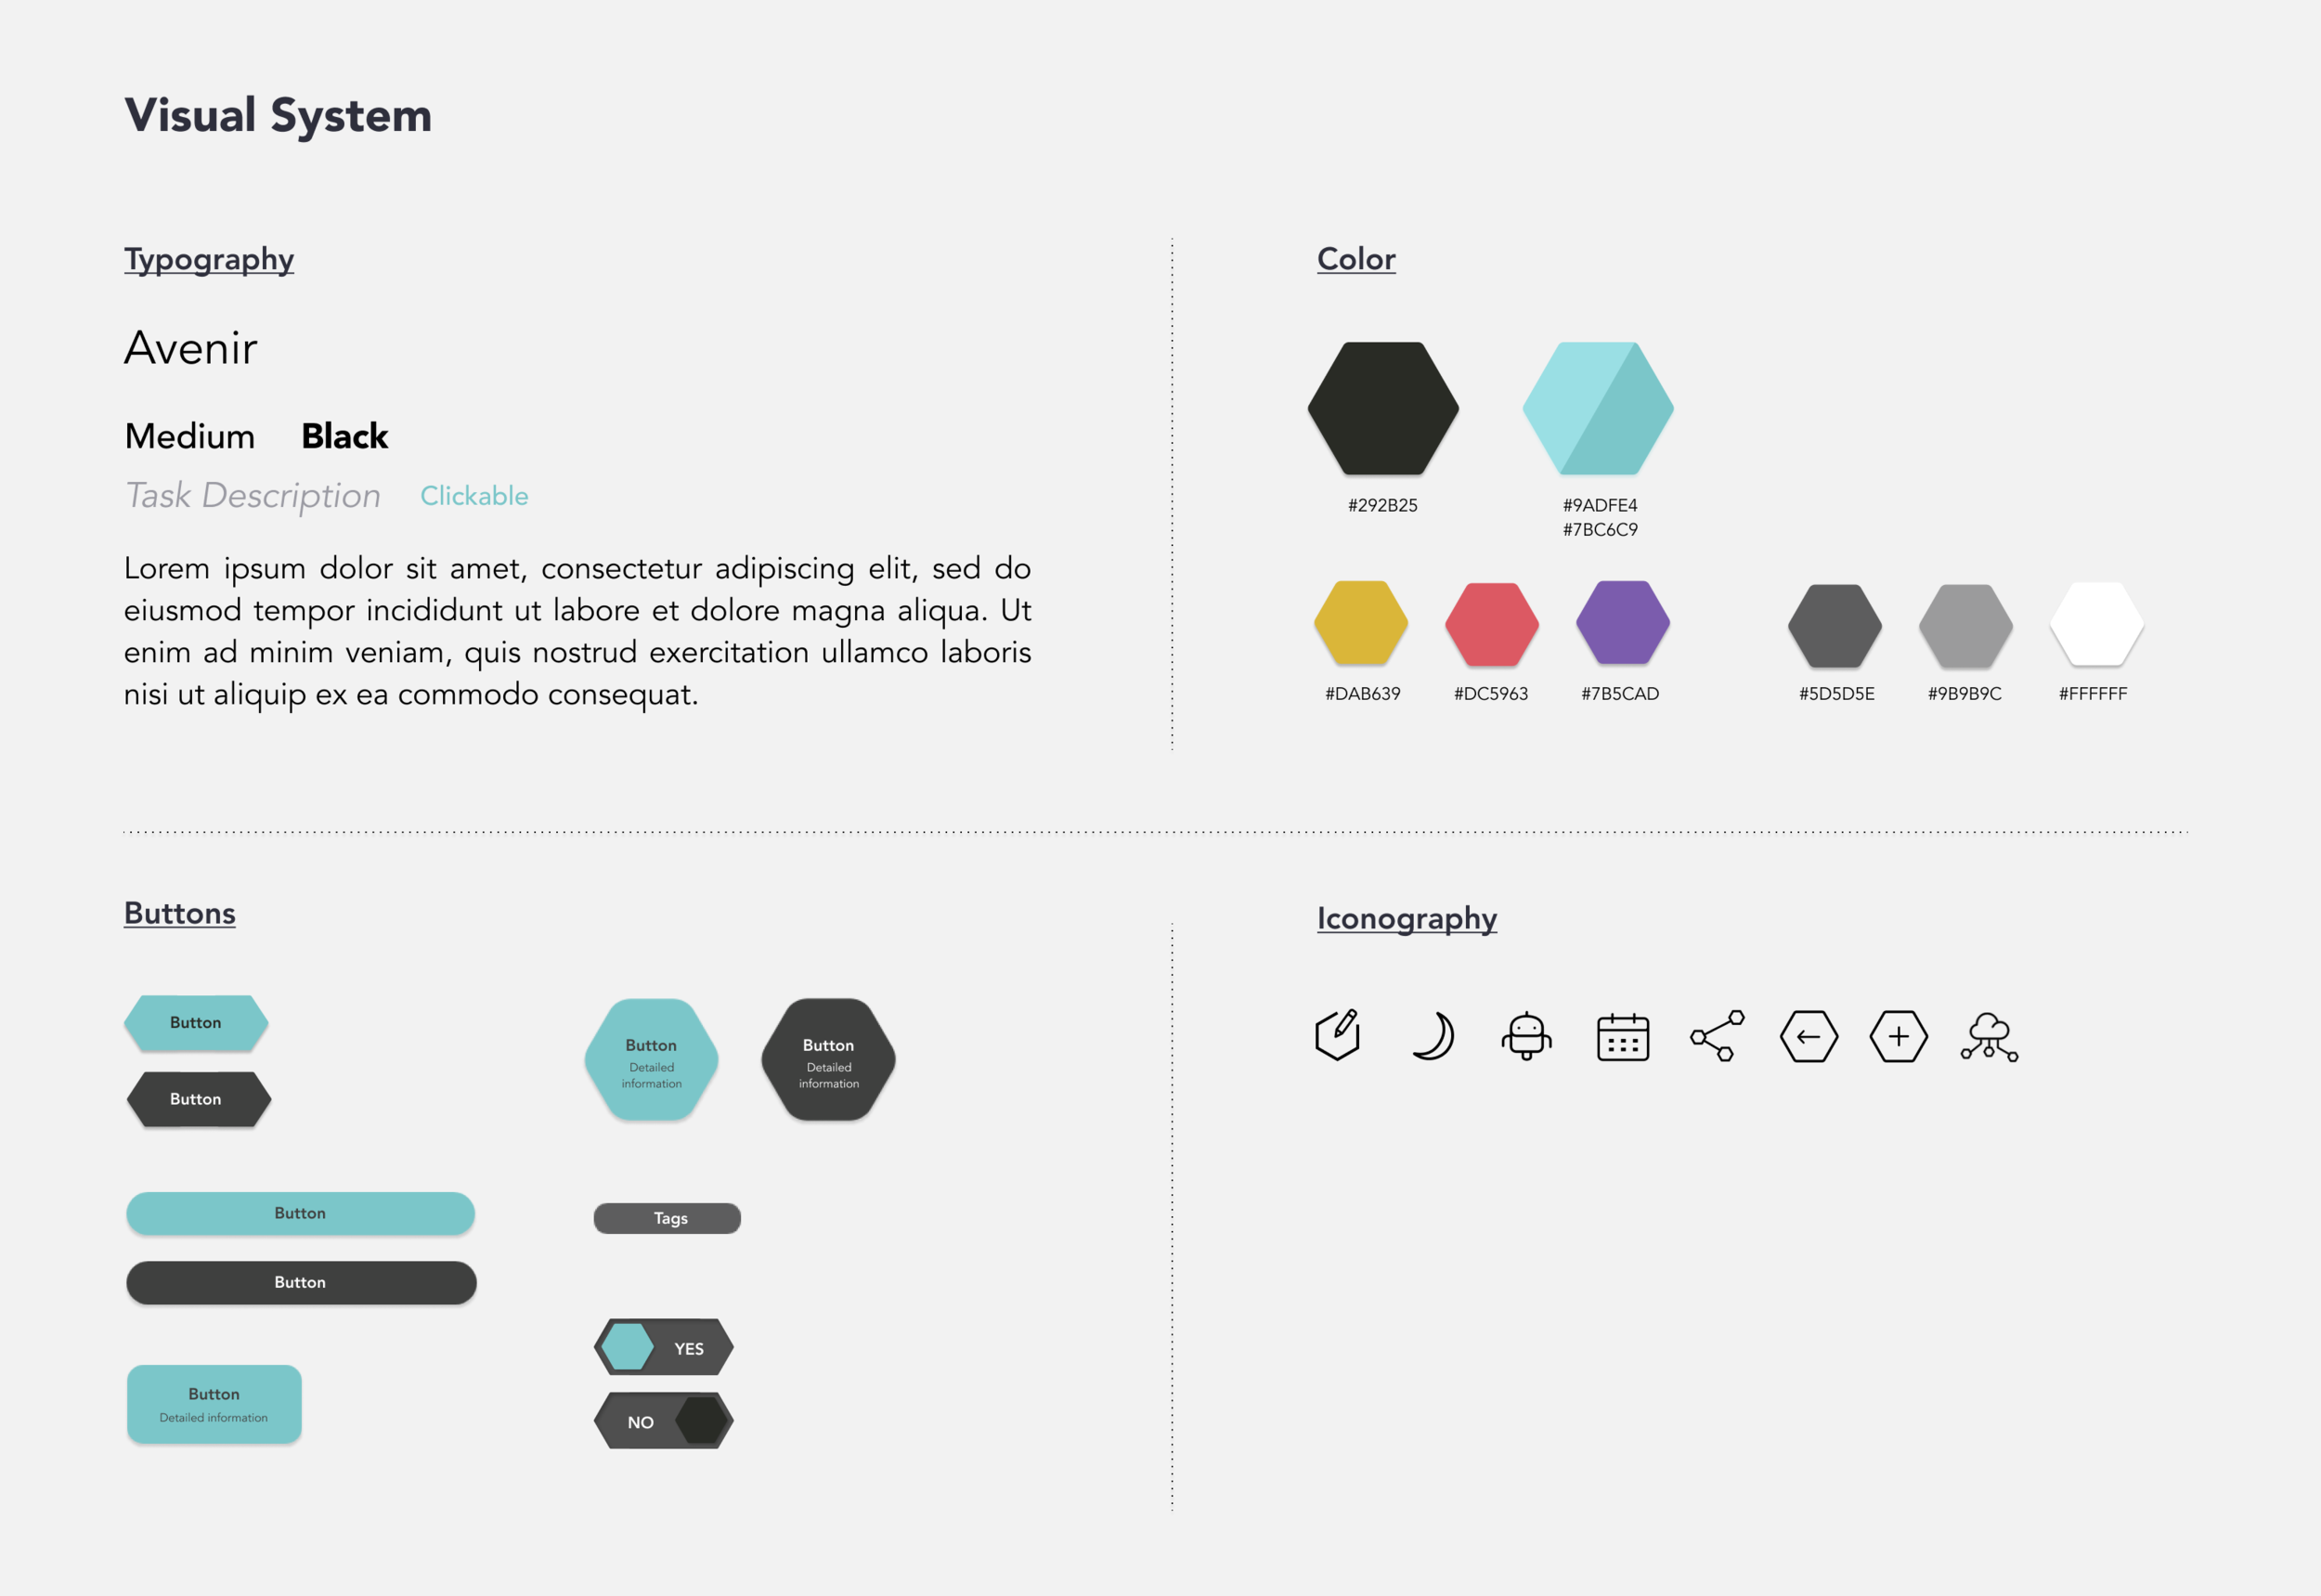 Visual System
Typography
Avenir
Medium Black
Task Description Clickable
Lorem ipsum dolor sit amet, consectetur adipiscing elit, sed do
eiusmod tempor incididunt ut labore et dolore magna aliqua. Ut
enim ad minim veniam, quis nostrud exercitation ullamco laboris
nisi ut aliquip ex ea commodo consequat.
Color
#292B25
#9ADFE4
#7BC6C9
#DAB639
#DC5963
#7B5CAD
#5D5D5E
#9B9B9C
#FFFFFF
Buttons
Button
Button
Button
Button
Button
Detailed information
Button
Detailed
information
Button
Detailed
information
Tags
YES
NO
Iconography